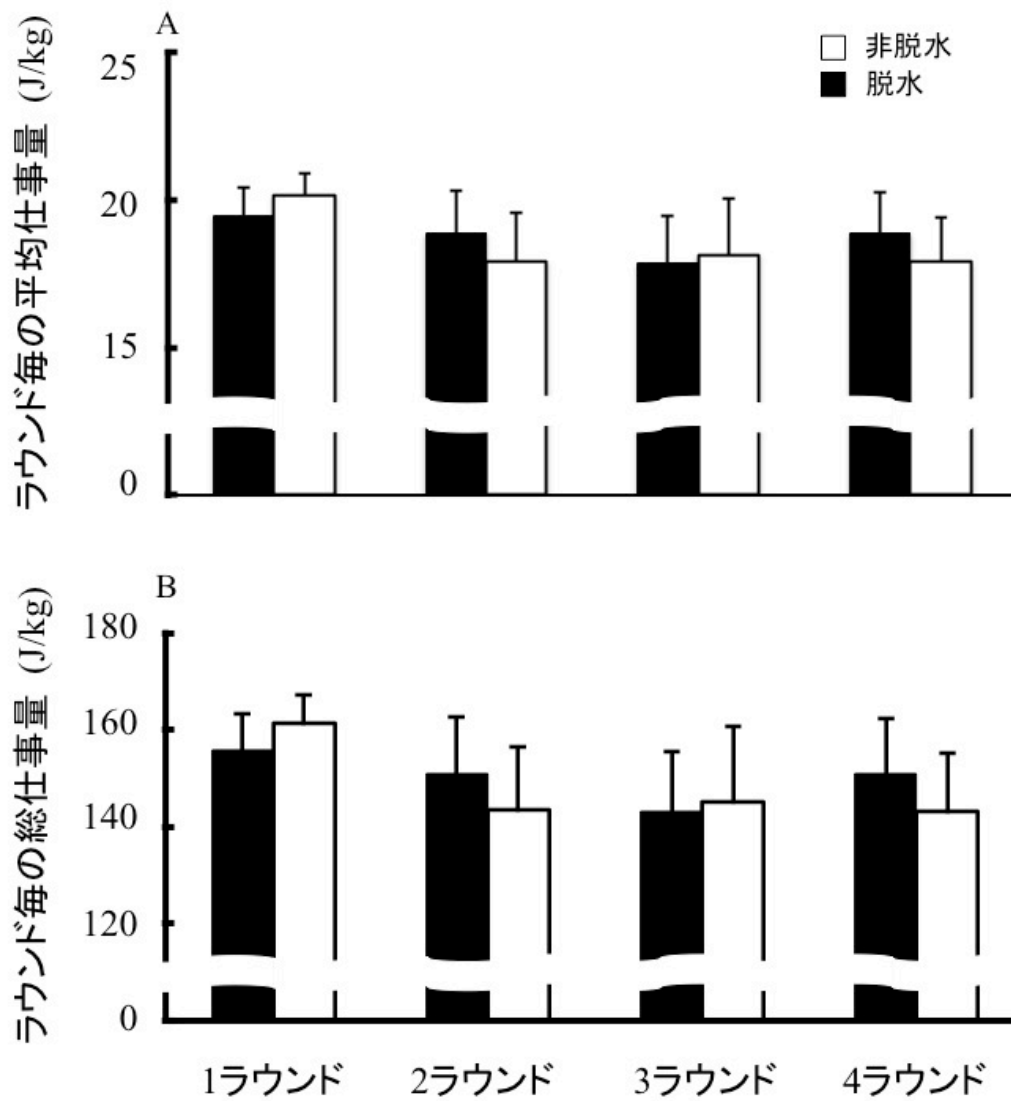 A
ラウンド毎の平均仕事量 (J/kg)
非脱水
脱水
25
20
15
0
B
ラウンド毎の総仕事量 (J/kg)
180
160
140
120
0
1ラウンド 2ラウンド 3ラウンド 4ラウンド